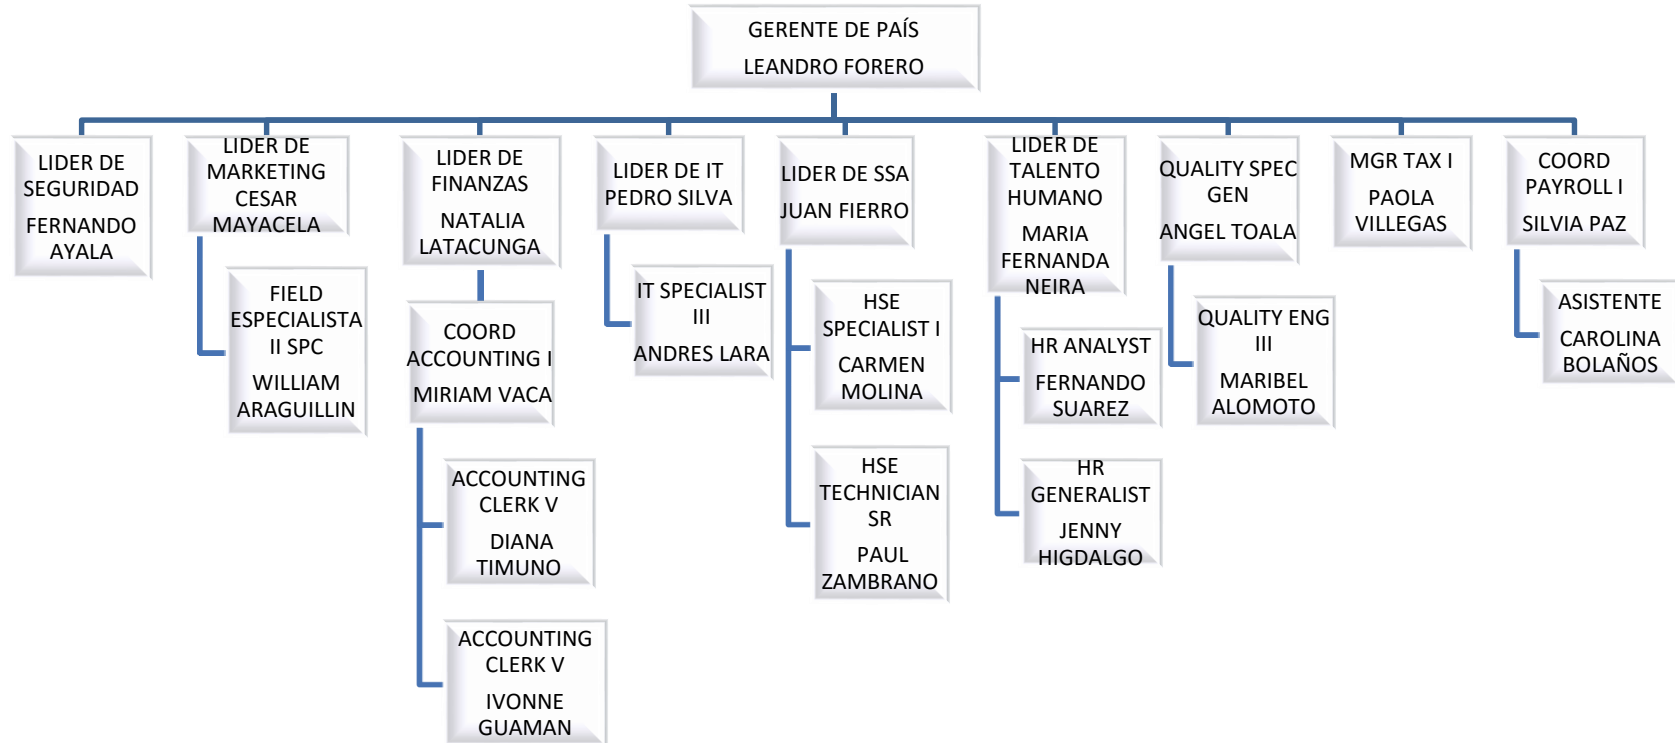 GERENTE DE PAÍS
LEANDRO FORERO
LIDER DE
SEGURIDAD
FERNANDO
AYALA
LIDER DE
MARKETING
CESAR
MAYACELA
FIELD
ESPECIALISTA
II SPC
WILLIAM
ARAGUILLIN
LIDER DE
FINANZAS
NATALIA
LATACUNGA
COORD
ACCOUNTING I
MIRIAM VACA
ACCOUNTING
CLERK V
DIANA
TIMUNO
ACCOUNTING
CLERK V
IVONNE
GUAMAN
LIDER DE IT
PEDRO SILVA
IT SPECIALIST
III
ANDRES LARA
LIDER DE SSA
JUAN FIERRO
HSE
SPECIALIST I
CARMEN
MOLINA
HSE
TECHNICIAN
SR
PAUL
ZAMBRANO
LIDER DE
TALENTO
HUMANO
MARIA
FERNANDA
NEIRA
HR ANALYST
FERNANDO
SUAREZ
HR
GENERALIST
JENNY
HIGDALGO
QUALITY SPEC
GEN
ANGEL TOALA
QUALITY ENG
III
MARIBEL
ALOMOTO
MGR TAX I
PAOLA
VILLEGAS
COORD
PAYROLL I
SILVIA PAZ
ASISTENTE
CAROLINA
BOLAÑOS